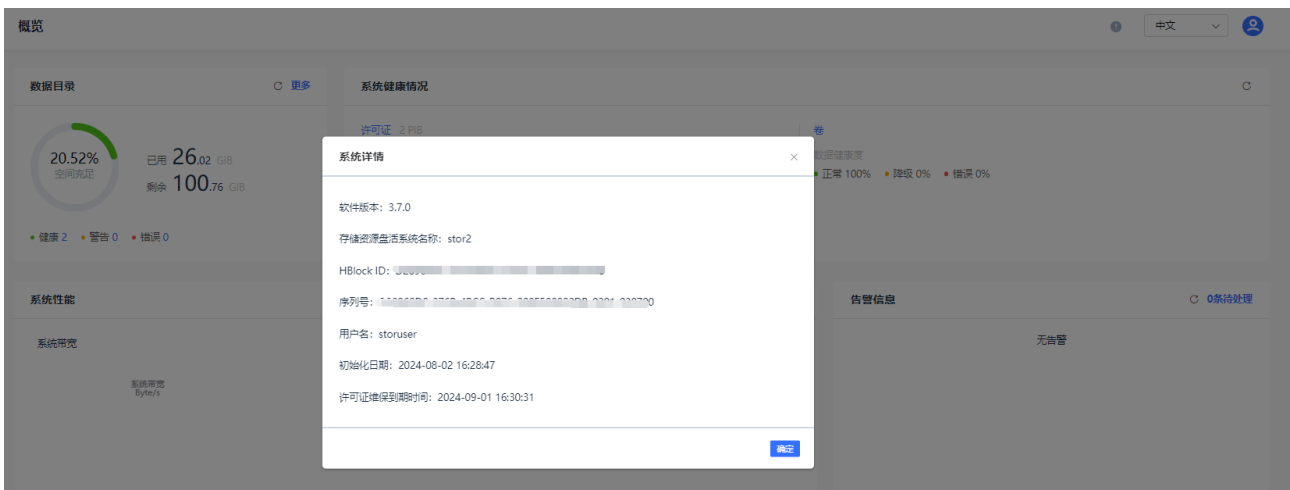 概览
中文
数据目录
更多
20.52%
空间充足
已用 26.02 GiB
剩余 100.76 GiB
健康 2 警告 0 错误 0
系统健康情况
许可证 2 PiB
卷
数据健康度
正常 100% 降级 0% 错误 0%
系统性能
系统带宽
系统带宽
Byte/s
告警信息
0条待处理
无告警
系统详情
软件版本：3.7.0
存储资源盘活系统名称：stor2
HBlock ID：
序列号：
用户名：storuser
初始化日期：2024-08-02 16:28:47
许可证维保到期时间：2024-09-01 16:30:31
确定